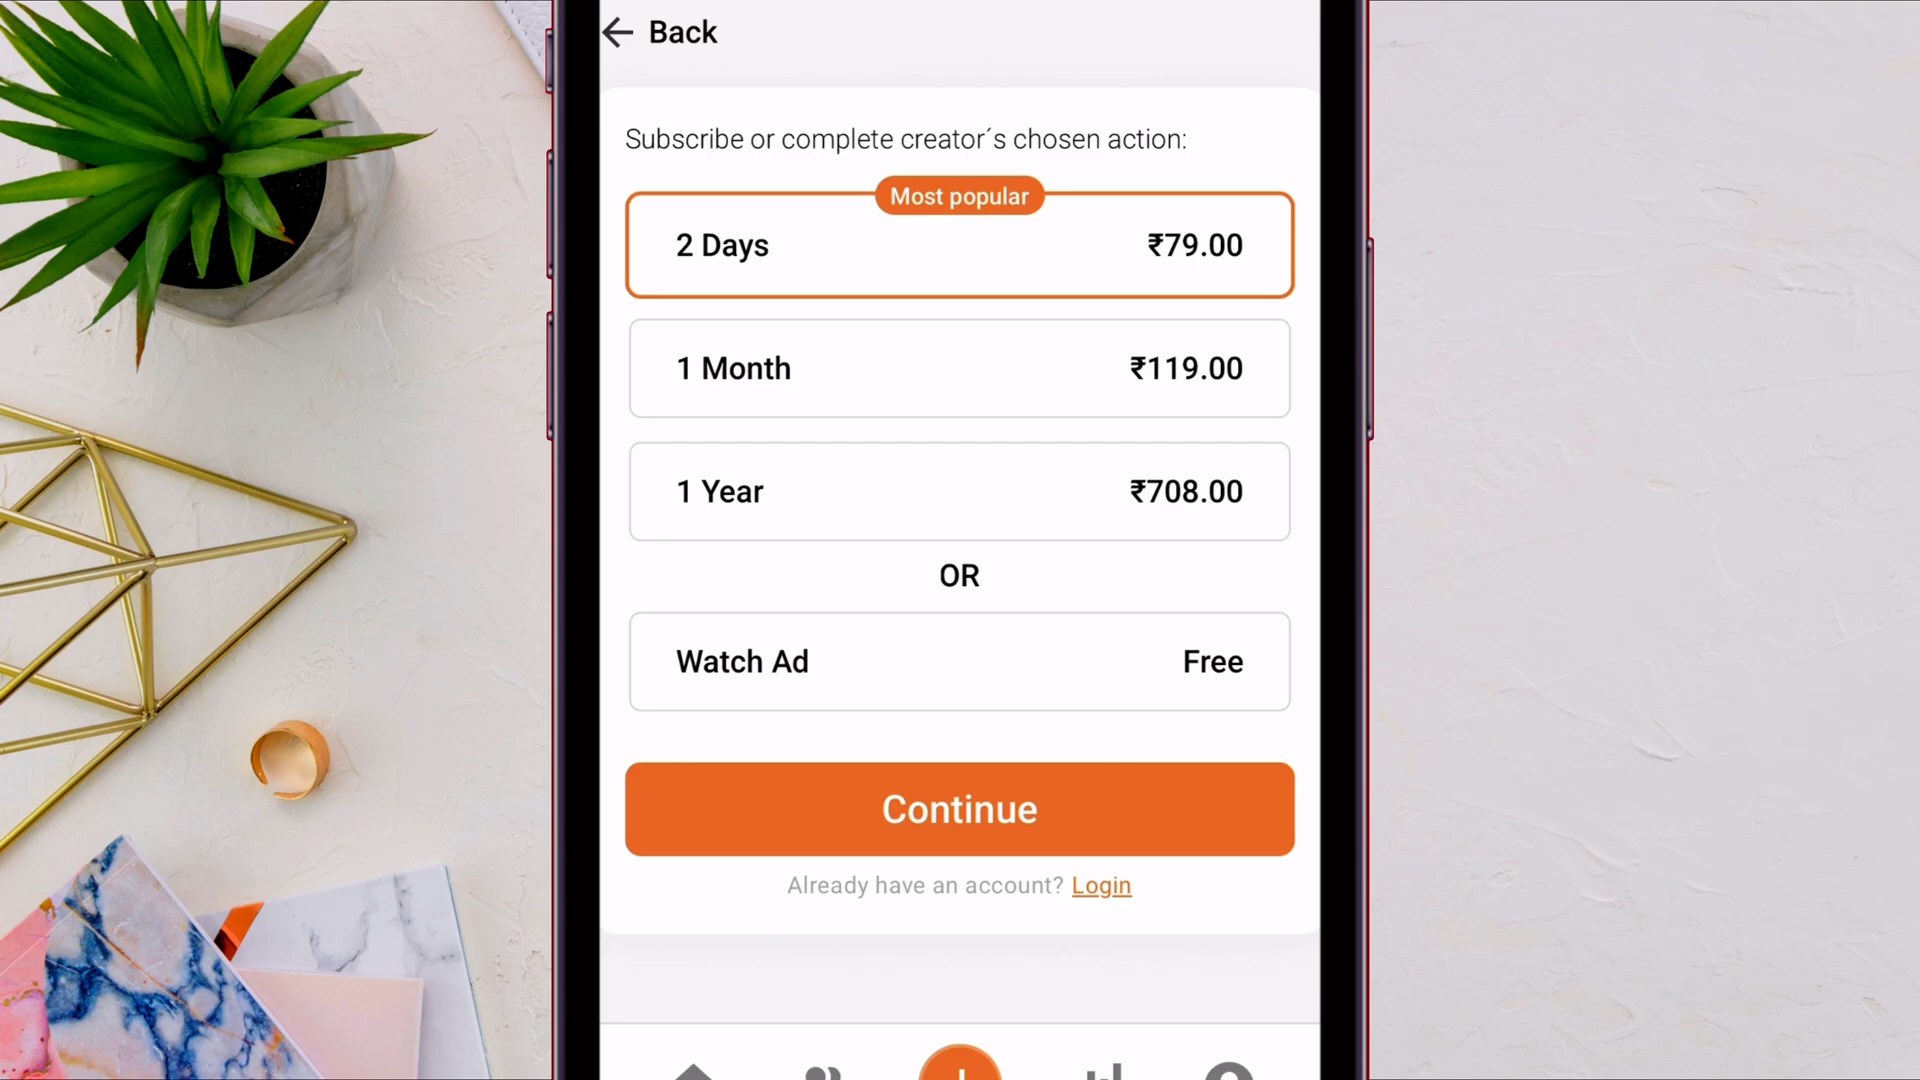 Back
Subscribe or complete creator´s chosen action:
Most popular
2 Days ₹79.00
1 Month ₹119.00
1 Year ₹708.00
OR
Watch Ad Free
Continue
Already have an account? Login